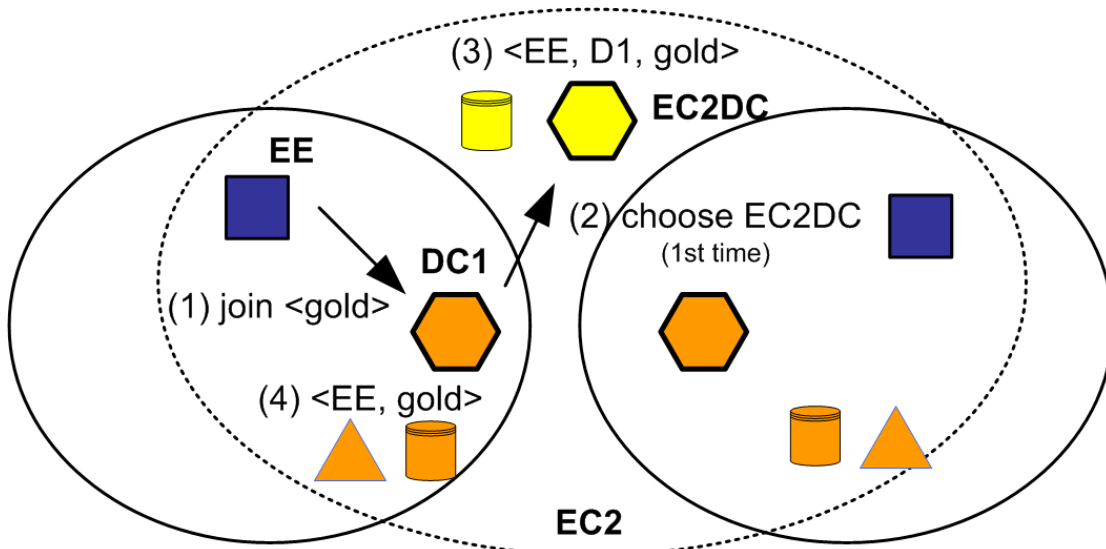 (3) <EE, D1, gold>
EC2DC
EE
(2) choose EC2DC
(1st time)
DC1
(1) join <gold>
(4) <EE, gold>
EC2